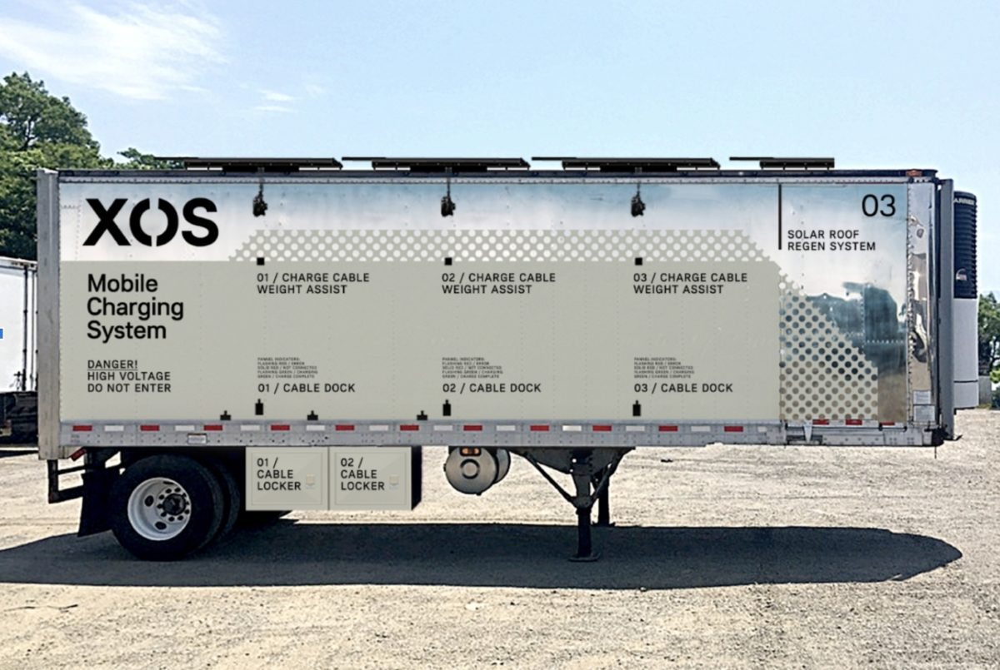 XOS
03
SOLAR ROOF
REGEN SYSTEM
Mobile
Charging
System
01 / CHARGE CABLE
WEIGHT ASSIST
02 / CHARGE CABLE
WEIGHT ASSIST
03 / CHARGE CABLE
WEIGHT ASSIST
DANGER!
HIGH VOLTAGE
DO NOT ENTER
PANNEL INDICATORS:
FLASHING RED / ERROR
SOLID RED / NOT CONNECTED
FLASHING GREEN / CHARGING
GREEN / CHARGE COMPLETE
01 / CABLE DOCK
PANNEL INDICATORS:
FLASHING RED / ERROR
SOLID RED / NOT CONNECTED
FLASHING GREEN / CHARGING
GREEN / CHARGE COMPLETE
02 / CABLE DOCK
PANNEL INDICATORS:
FLASHING RED / ERROR
SOLID RED / NOT CONNECTED
FLASHING GREEN / CHARGING
GREEN / CHARGE COMPLETE
03 / CABLE DOCK
01 /
CABLE
LOCKER
02 /
CABLE
LOCKER